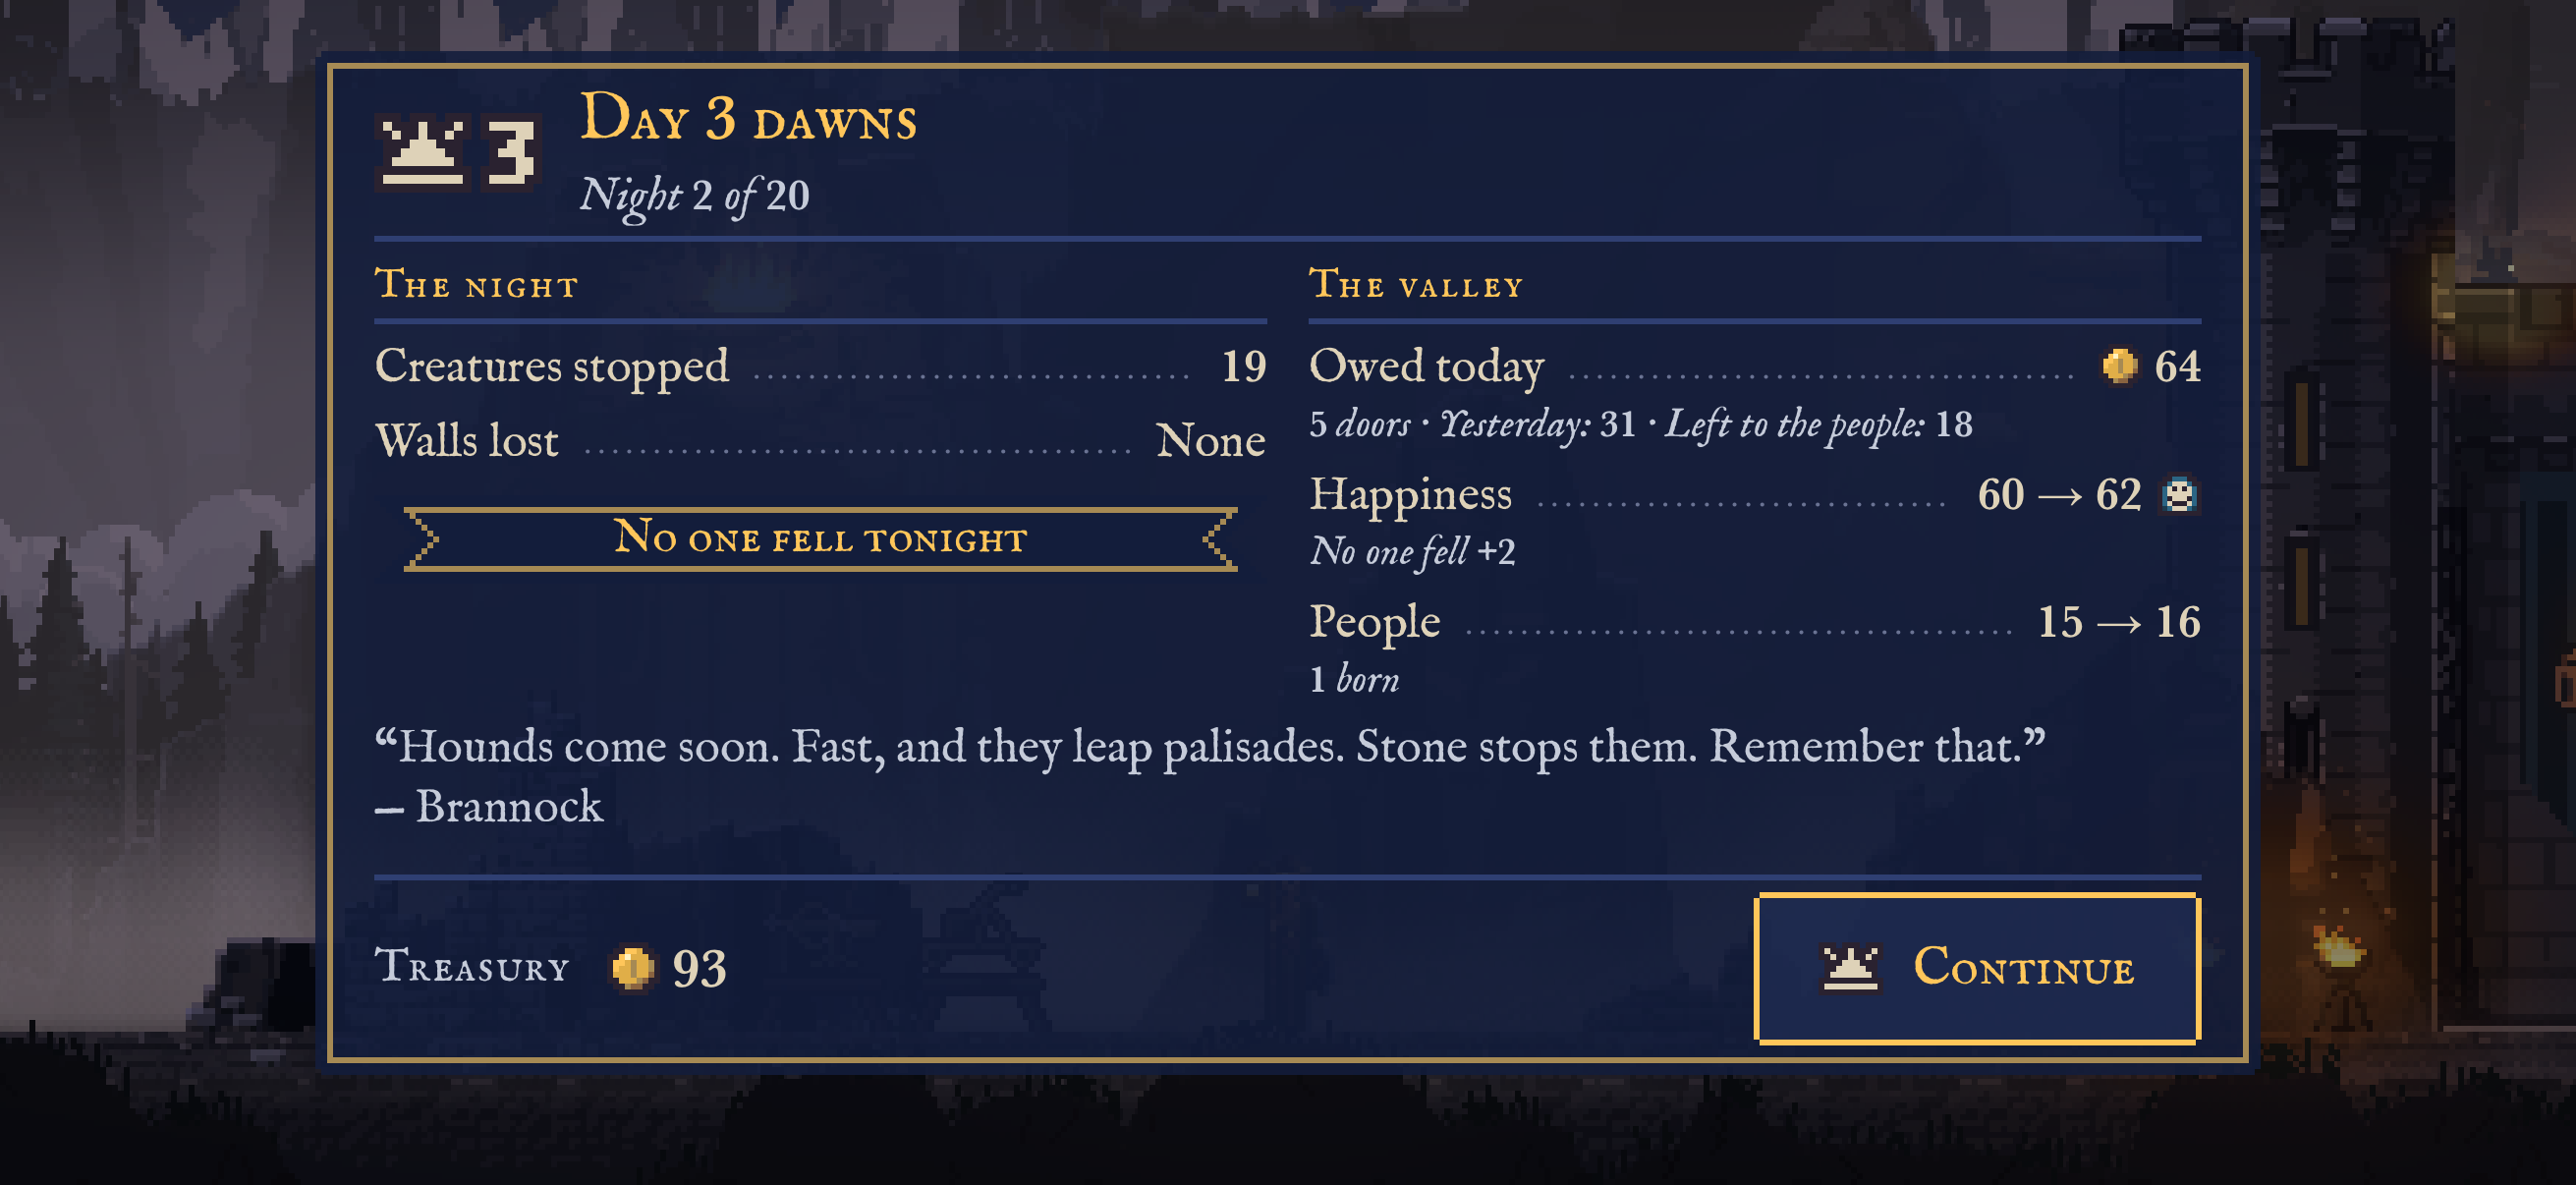 3
Day 3 dawns
Night 2 of 20
The night
Creatures stopped 19
Walls lost None
No one fell tonight
The valley
Owed today 64
5 doors · Yesterday: 31 · Left to the people: 18
Happiness 60 → 62
No one fell +2
People 15 → 16
1 born
“Hounds come soon. Fast, and they leap palisades. Stone stops them. Remember that.”
— Brannock
Treasury 93
Continue